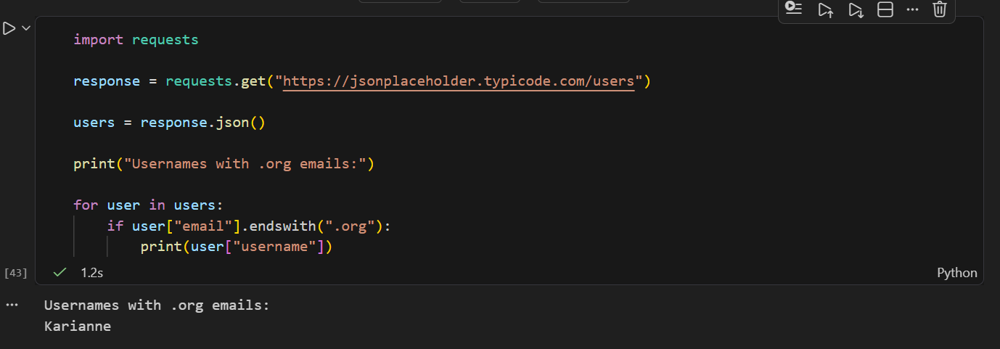 import requests
response = requests.get("https://jsonplaceholder.typicode.com/users")
users = response.json()
print("Usernames with .org emails:")
for user in users:
    if user["email"].endswith(".org"):
        print(user["username"])
[43]
1.2s
Python
Usernames with .org emails:
Karianne